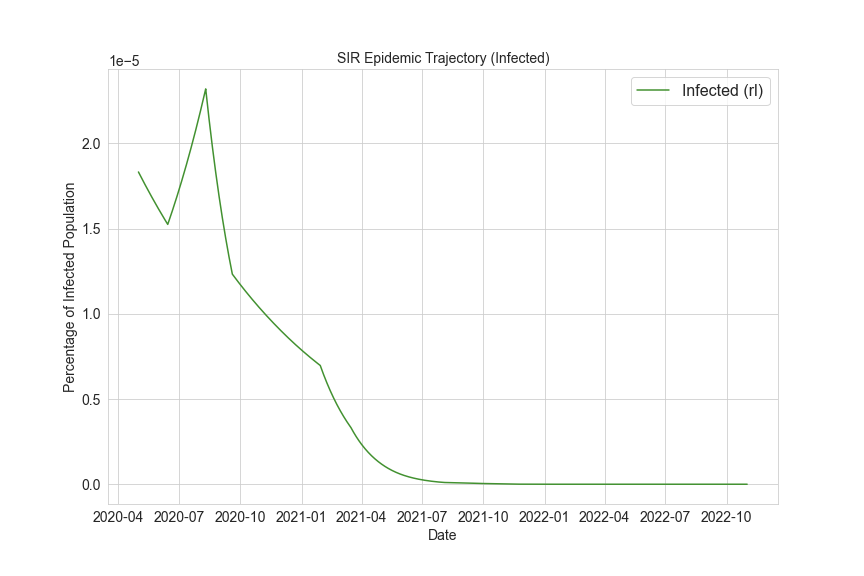 SIR Epidemic Trajectory (Infected)
1e−5
Infected (rI)
Percentage of Infected Population
2.0
1.5
1.0
0.5
0.0
2020-04 2020-07 2020-10 2021-01 2021-04 2021-07 2021-10 2022-01 2022-04 2022-07 2022-10
Date